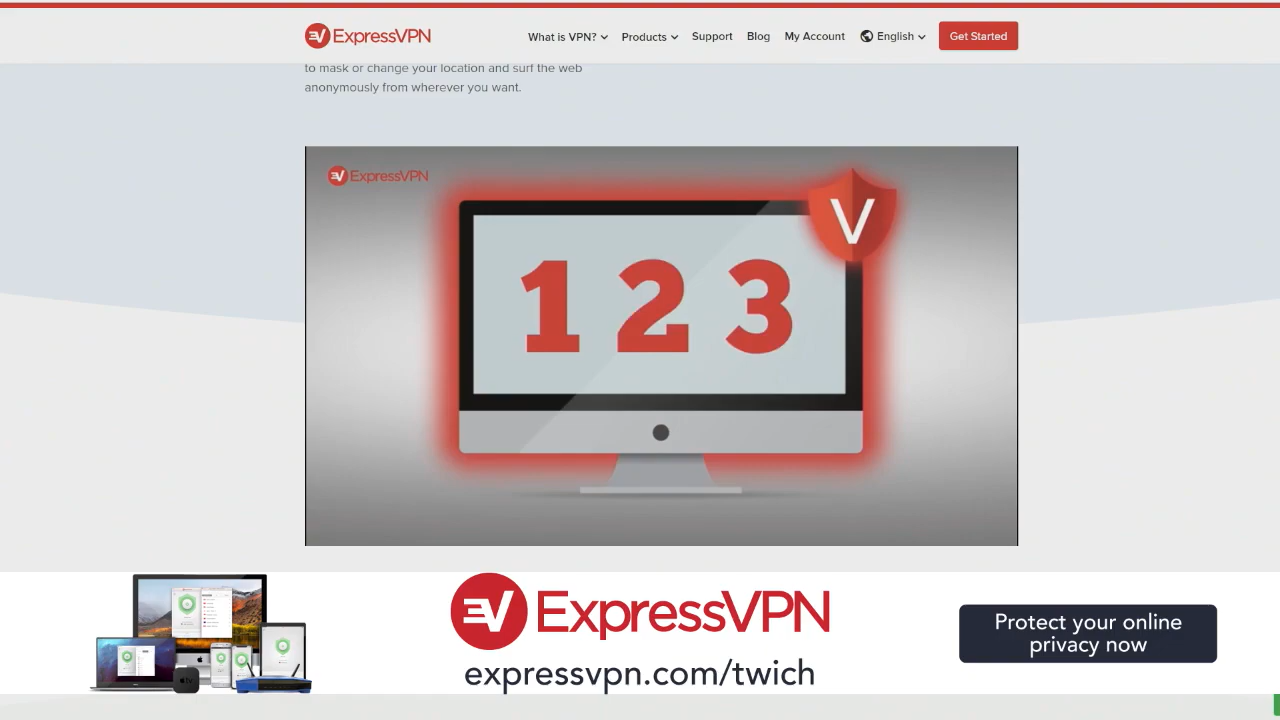 ExpressVPN
What is VPN?
Products
Support
Blog
My Account
English
Get Started
to mask or change your location and surf the web
anonymously from wherever you want.
ExpressVPN
V
1 2 3
ExpressVPN
expressvpn.com/twich
Protect your online
privacy now